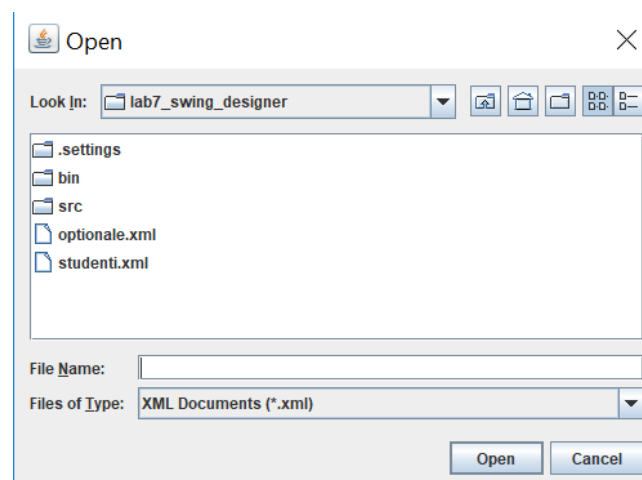 Open
Look In: lab7_swing_designer
.settings
bin
src
optionale.xml
studenti.xml
File Name:
Files of Type: XML Documents (*.xml)
Open Cancel